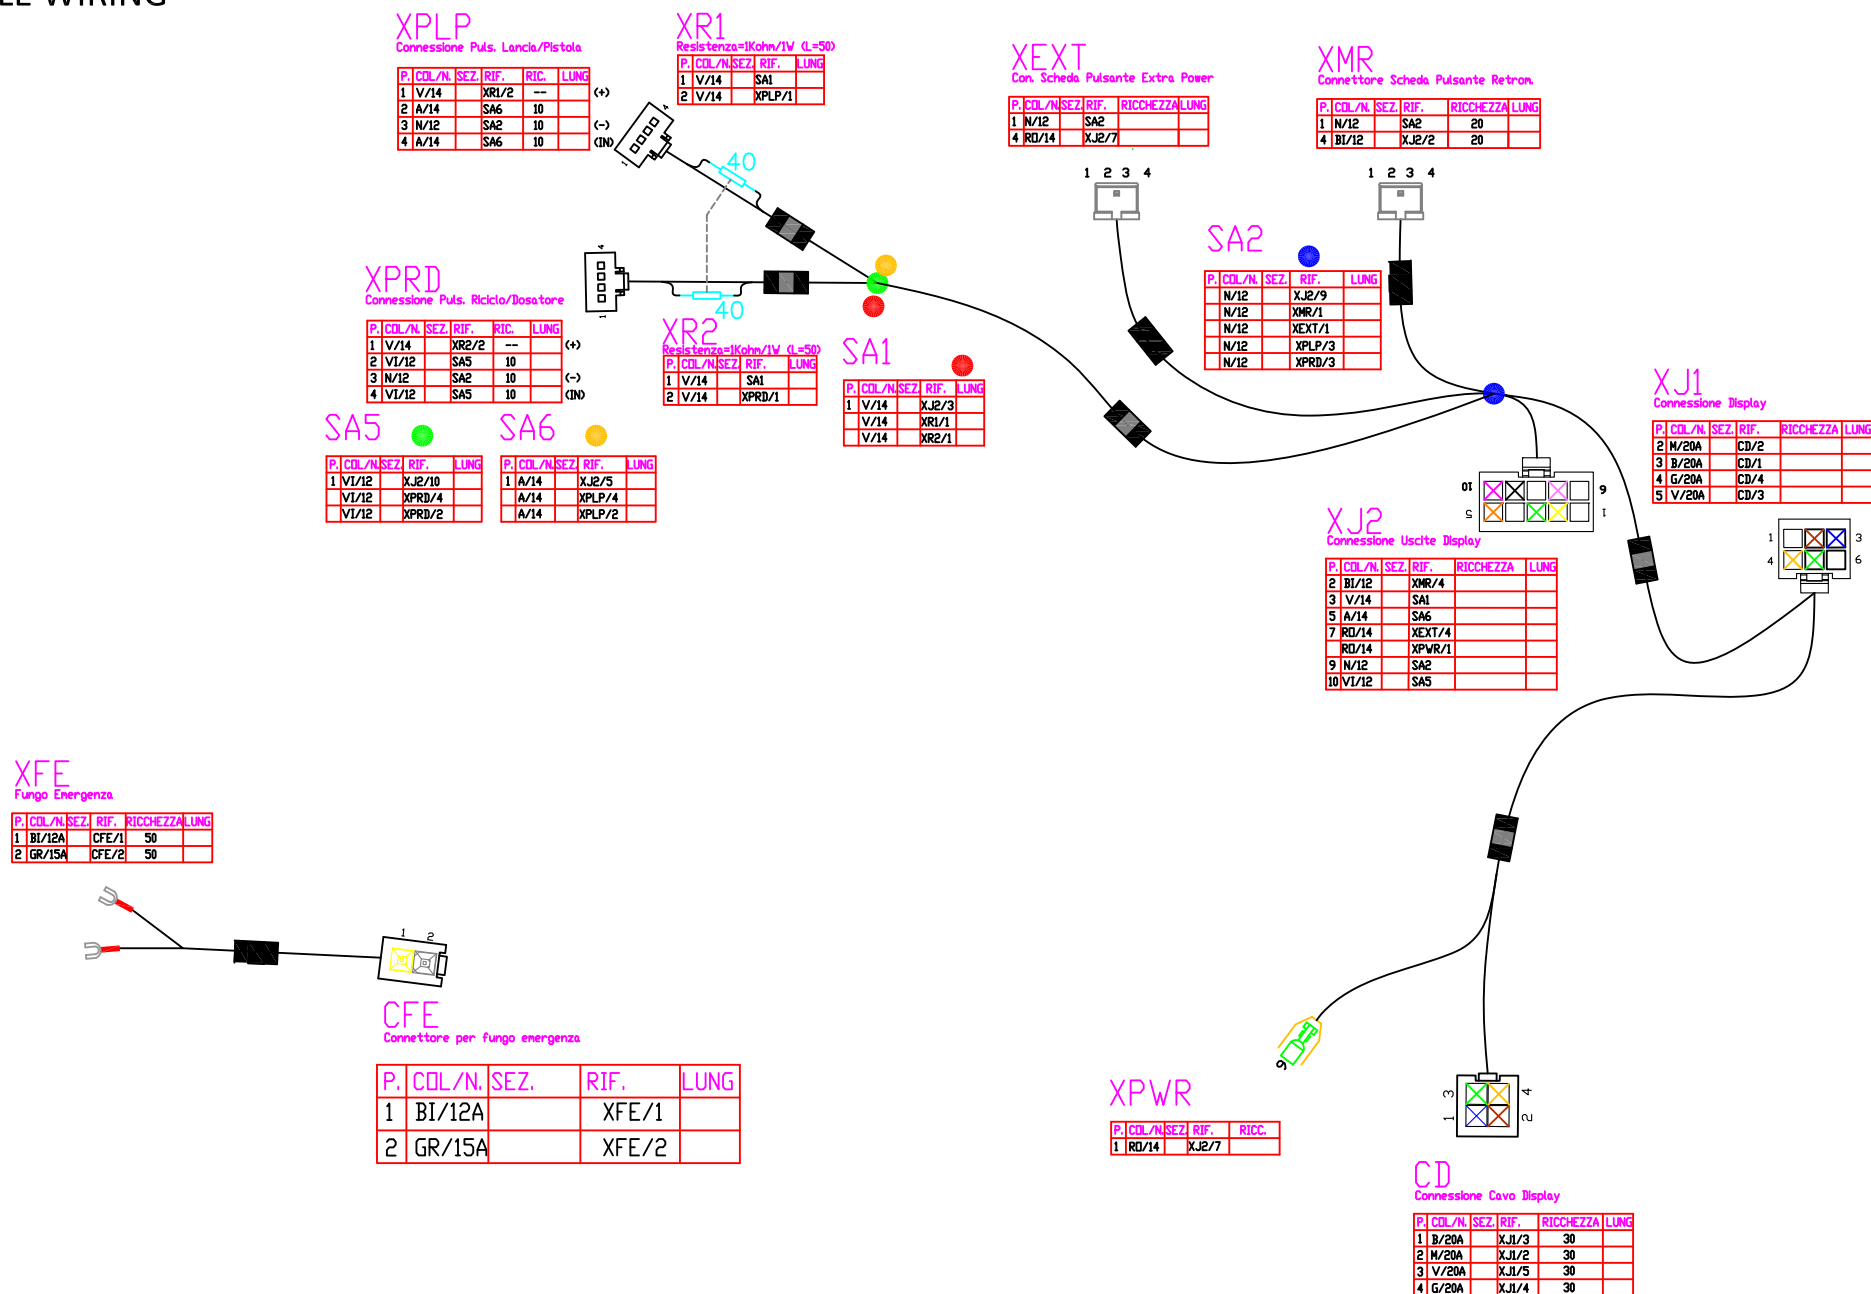 LE WIRING
XPLP
Connessione Puls. Lancia/Pistola
P. COL/N. SEZ. RIF. RIC. LUNG
1 V/14 XR1/2 -- (+)
2 A/14 SA6 10
3 N/12 SA2 10 (-)
4 A/14 SA6 10 (IN)
XR1
Resistenza=1Kohm/1W (L=50)
P. COL/N. SEZ. RIF. LUNG
1 V/14 SA1
2 V/14 XPLP/1
4
1
40
XEXT
Con. Scheda Pulsante Extra Power
P. COL/N. SEZ. RIF. RICCHEZZA LUNG
1 N/12 SA2
4 RO/14 XJ2/7
1 2 3 4
XMR
Connettore Scheda Pulsante Retrom.
P. COL/N. SEZ. RIF. RICCHEZZA LUNG
1 N/12 SA2 20
4 BI/12 XJ2/2 20
1 2 3 4
SA2
P. COL/N. SEZ. RIF. LUNG
N/12 XJ2/9
N/12 XMR/1
N/12 XEXT/1
N/12 XPLP/3
N/12 XPRD/3
XPRD
Connessione Puls. Riciclo/Dosatore
P. COL/N. SEZ. RIF. RIC. LUNG
1 V/14 XR2/2 -- (+)
2 VI/12 SA5 10
3 N/12 SA2 10 (-)
4 VI/12 SA5 10 (IN)
4
1
40
XR2
Resistenza=1Kohm/1W (L=50)
P. COL/N. SEZ. RIF. LUNG
1 V/14 SA1
2 V/14 XPRD/1
SA1
P. COL/N. SEZ. RIF. LUNG
1 V/14 XJ2/3
V/14 XR1/1
V/14 XR2/1
SA5
P. COL/N. SEZ. RIF. LUNG
1 VI/12 XJ2/10
VI/12 XPRD/4
VI/12 XPRD/2
SA6
P. COL/N. SEZ. RIF. LUNG
1 A/14 XJ2/5
A/14 XPLP/4
A/14 XPLP/2
XJ1
Connessione Display
P. COL/N. SEZ. RIF. RICCHEZZA LUNG
2 M/20A CD/2
3 B/20A CD/1
4 G/20A CD/4
5 V/20A CD/3
1 3
4 6
10 6
5 1
XJ2
Connessione Uscite Display
P. COL/N. SEZ. RIF. RICCHEZZA LUNG
2 BI/12 XMR/4
3 V/14 SA1
5 A/14 SA6
7 RO/14 XEXT/4
RO/14 XPWR/1
9 N/12 SA2
10 VI/12 SA5
XFE
Fungo Emergenza
P. COL/N. SEZ. RIF. RICCHEZZA LUNG
1 BI/12A CFE/1 50
2 GR/15A CFE/2 50
1 2
CFE
Connettore per fungo emergenza
P. COL/N. SEZ. RIF. LUNG
1 BI/12A XFE/1
2 GR/15A XFE/2
9
XPWR
P. COL/N. SEZ. RIF. RICC.
1 RO/14 XJ2/7
3 4
1 2
CD
Connessione Cavo Display
P. COL/N. SEZ. RIF. RICCHEZZA LUNG
1 B/20A XJ1/3 30
2 M/20A XJ1/2 30
3 V/20A XJ1/5 30
4 G/20A XJ1/4 30